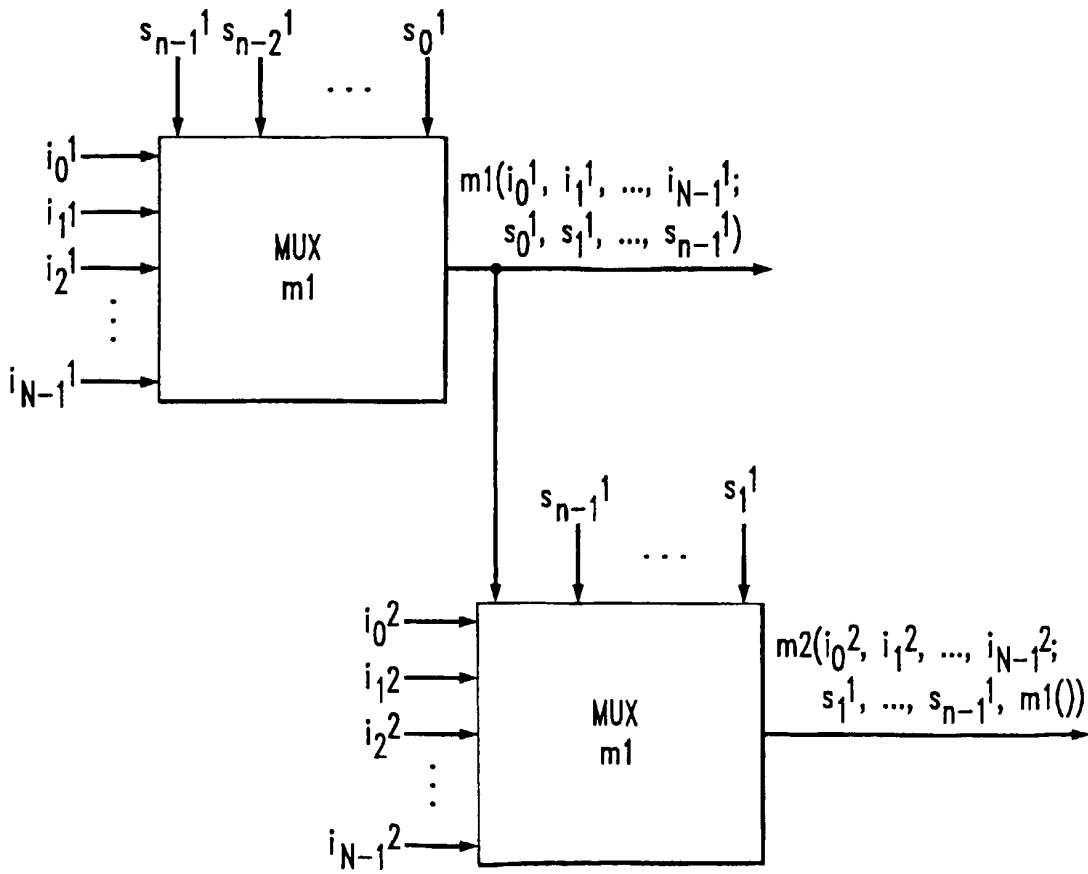 s_{n-1}^1 s_{n-2}^1 ... s_0^1
i_0^1
i_1^1
i_2^1
i_{N-1}^1
MUX
m1
m1(i_0^1, i_1^1, ..., i_{N-1}^1;
s_0^1, s_1^1, ..., s_{n-1}^1)
s_{n-1}^1 ... s_1^1
i_0^2
i_1^2
i_2^2
i_{N-1}^2
MUX
m1
m2(i_0^2, i_1^2, ..., i_{N-1}^2;
s_1^1, ..., s_{n-1}^1, m1())